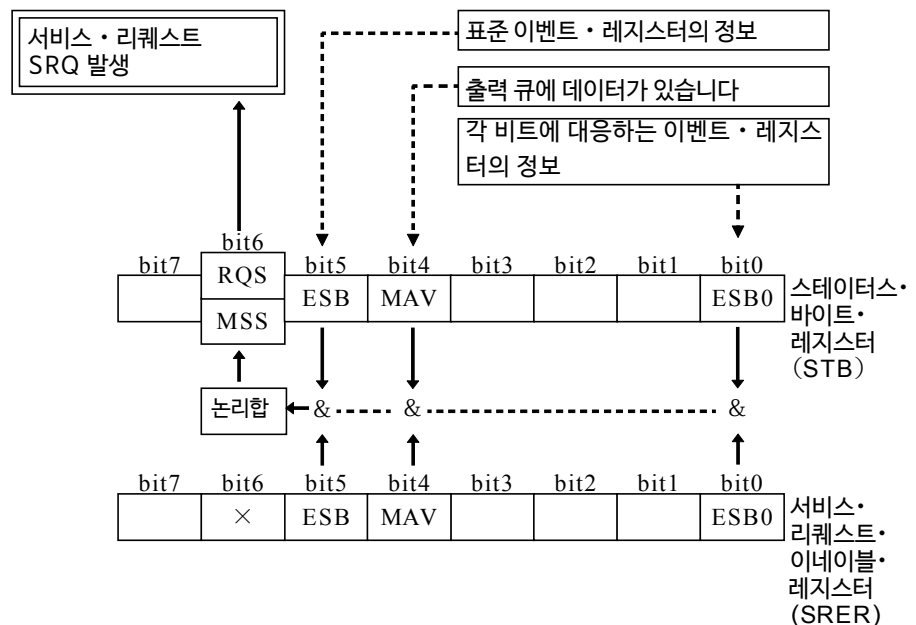 서비스・리퀘스트
SRQ 발생
표준 이벤트・레지스터의 정보
출력 큐에 데이터가 있습니다
각 비트에 대응하는 이벤트・레지스
터의 정보
bit7 bit6 bit5 bit4 bit3 bit2 bit1 bit0
RQS
MSS
ESB MAV ESB0
스테이터스・
바이트・
레지스터
(STB)
논리합 & & &
bit7 bit6 bit5 bit4 bit3 bit2 bit1 bit0
× ESB MAV ESB0
서비스・
리퀘스트・
이네이블・
레지스터
(SRER)